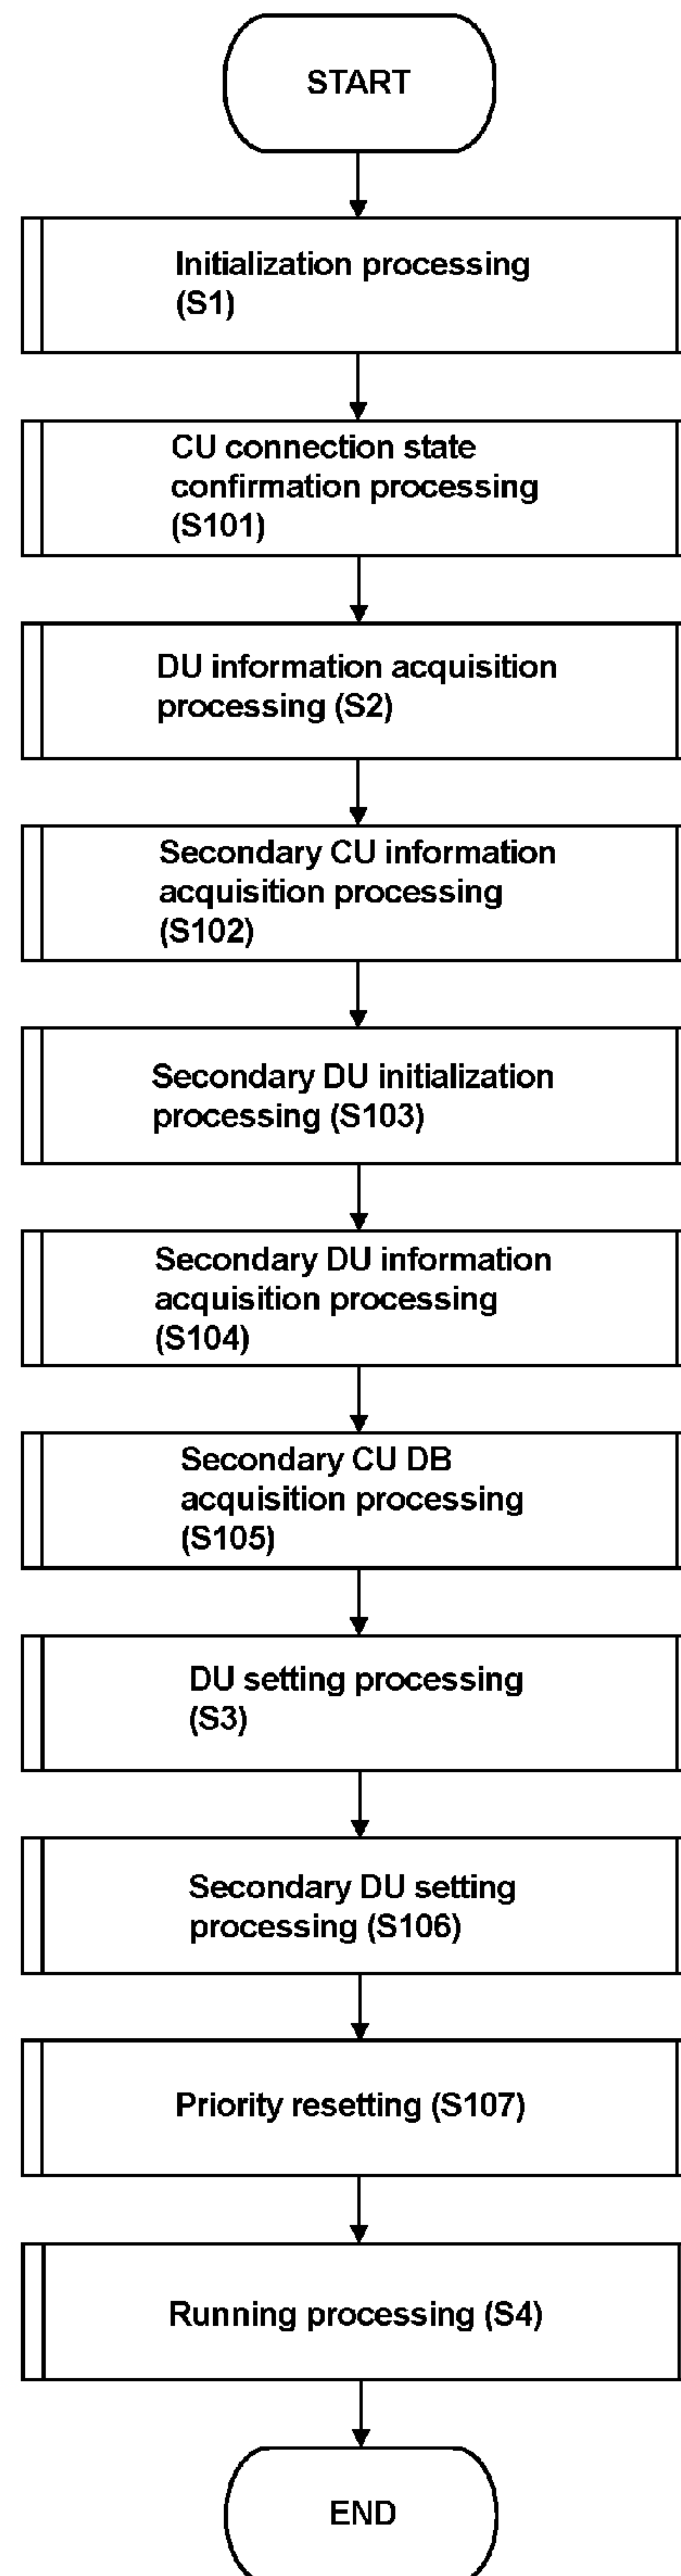 START
Initialization processing
(S1)
CU connection state
confirmation processing
(S101)
DU information acquisition
processing (S2)
Secondary CU information
acquisition processing
(S102)
Secondary DU initialization
processing (S103)
Secondary DU information
acquisition processing
(S104)
Secondary CU DB
acquisition processing
(S105)
DU setting processing
(S3)
Secondary DU setting
processing (S106)
Priority resetting (S107)
Running processing (S4)
END